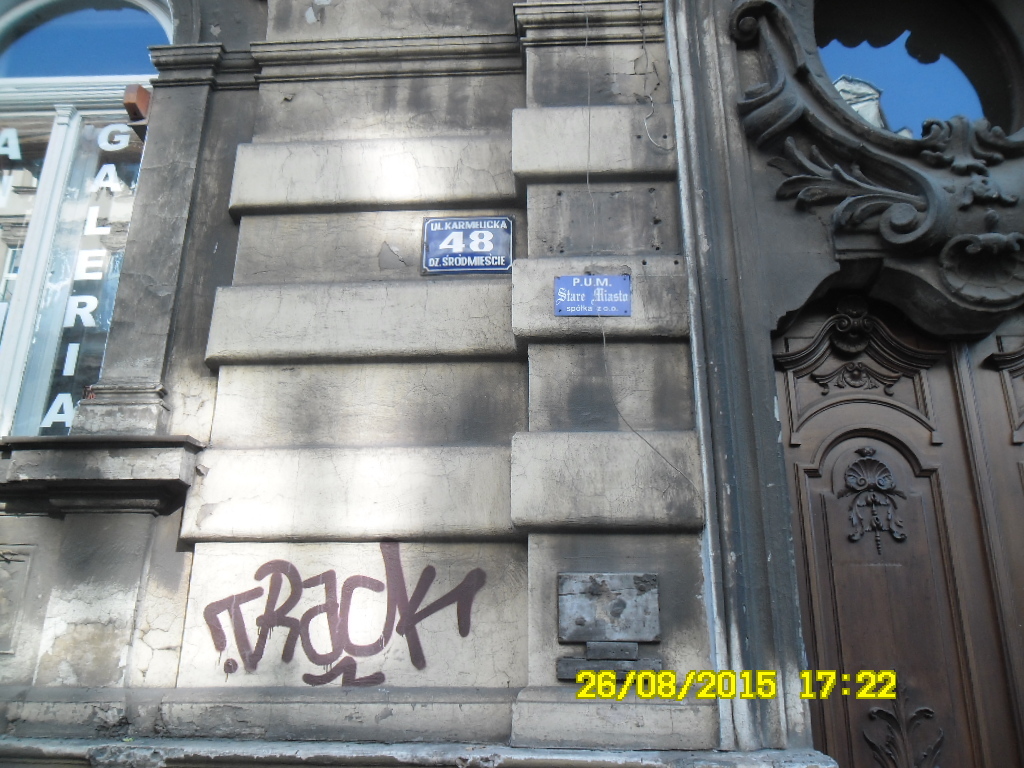 GALERIA
UL.KARMELICKA
48
DZ.ŚRÓDMIEŚCIE
P.U.M.
Stare Miasto
spółka z o.o.
TRACK
26/08/2015 17:22